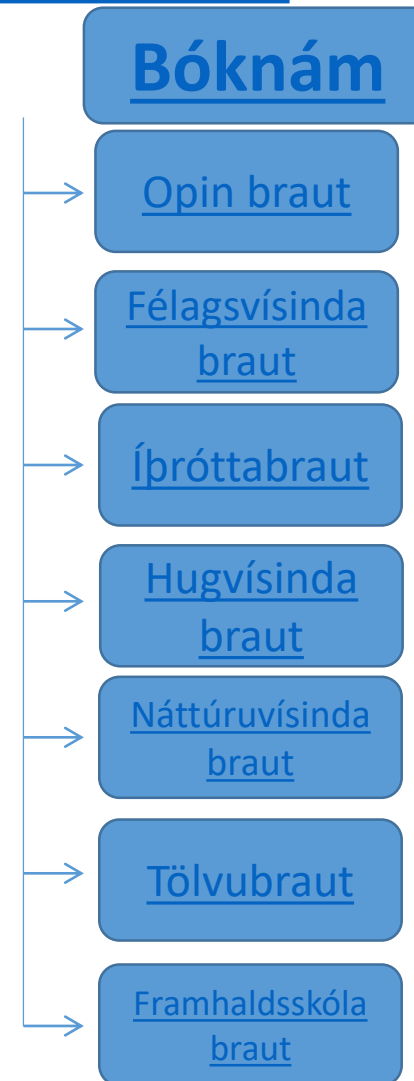 Bóknám
Opin braut
Félagsvísinda
braut
Íþróttabraut
Hugvísinda
braut
Náttúruvísinda
braut
Tölvubraut
Framhaldsskóla
braut